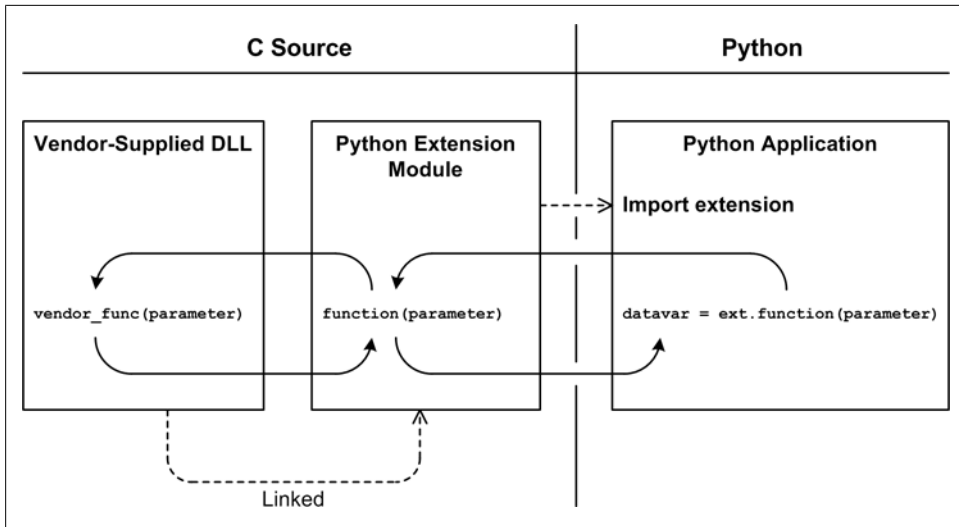 C Source
Python
Vendor-Supplied DLL
Python Extension
Module
Python Application
Import extension
vendor_func(parameter)
function(parameter)
datavar = ext.function(parameter)
Linked